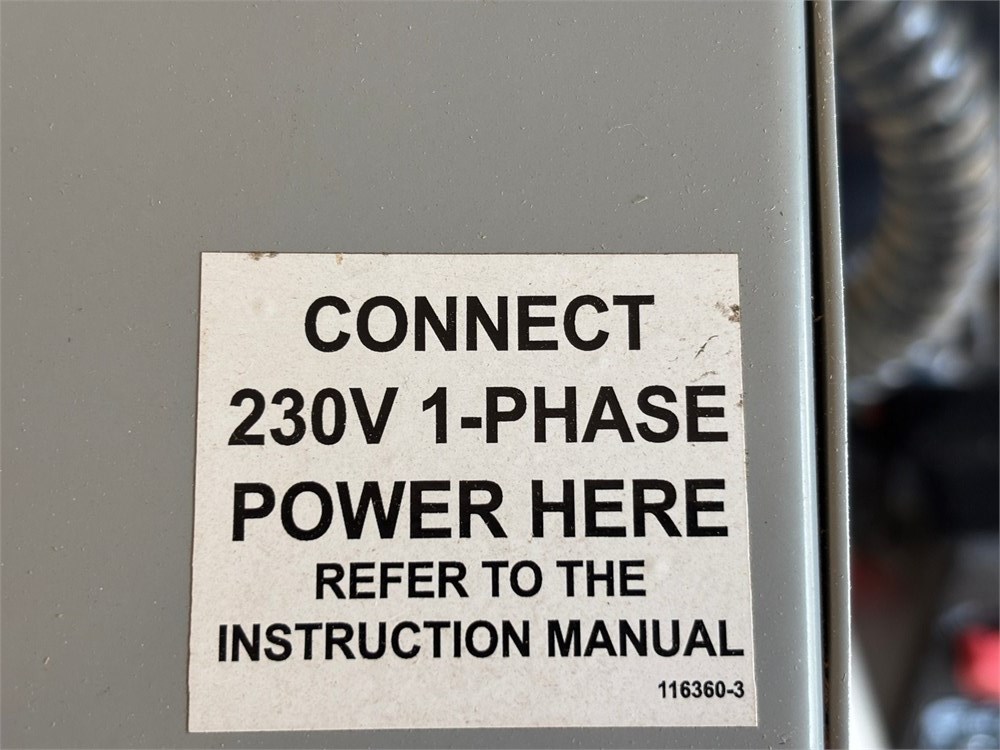 CONNECT
230V 1-PHASE
POWER HERE
REFER TO THE
INSTRUCTION MANUAL
116360-3